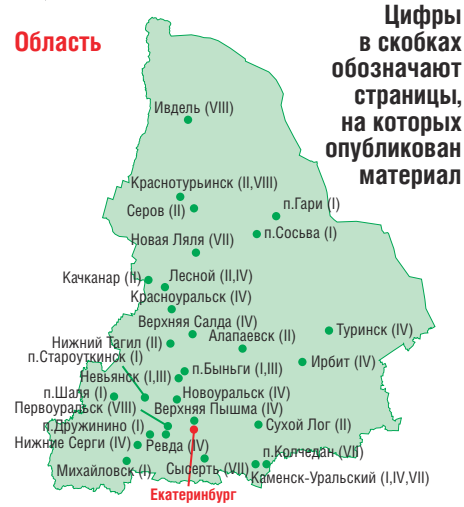 Область
Цифры
в скобках
обозначают
страницы,
на которых
опубликован
материал
Ивдель (VIII)
Краснотурьинск (II,VIII)
Серов (II)
п.Гари (I)
п.Сосьва (I)
Новая Ляля (VII)
Качканар (II)
Лесной (II,IV)
Красноуральск (IV)
Верхняя Салда (IV)
Туринск (IV)
Нижний Тагил (II)
Алапаевск (II)
п.Староуткинск (I)
Ирбит (IV)
п.Быньги (I,III)
Невьянск (I,III)
п.Шаля (I)
Новоуральск (IV)
Первоуральск (VIII)
Верхняя Пышма (IV)
п.Дружинино (I)
Сухой Лог (II)
Нижние Серги (IV)
Ревда (IV)
п.Колчедан (VII)
Михайловск (I)
Сысерть (VII)
Каменск-Уральский (I,IV,VII)
Екатеринбург